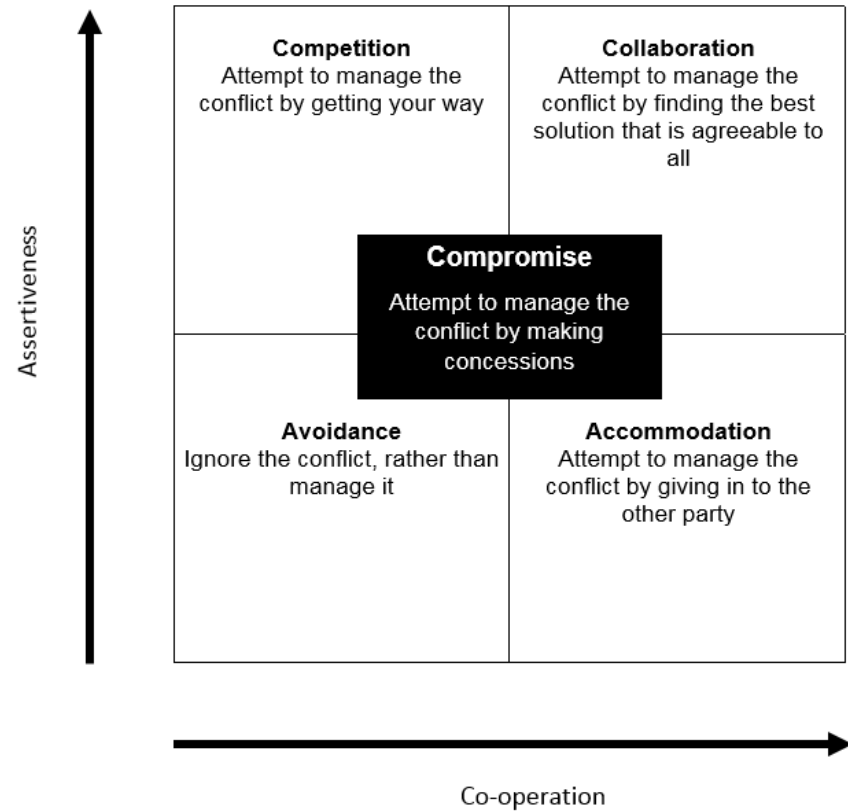 Competition
Attempt to manage the
conflict by getting your way
Collaboration
Attempt to manage the
conflict by finding the best
solution that is agreeable to
all
Assertiveness
Compromise
Attempt to manage the
conflict by making
concessions
Avoidance
Ignore the conflict, rather than
manage it
Accommodation
Attempt to manage the
conflict by giving in to the
other party
Co-operation